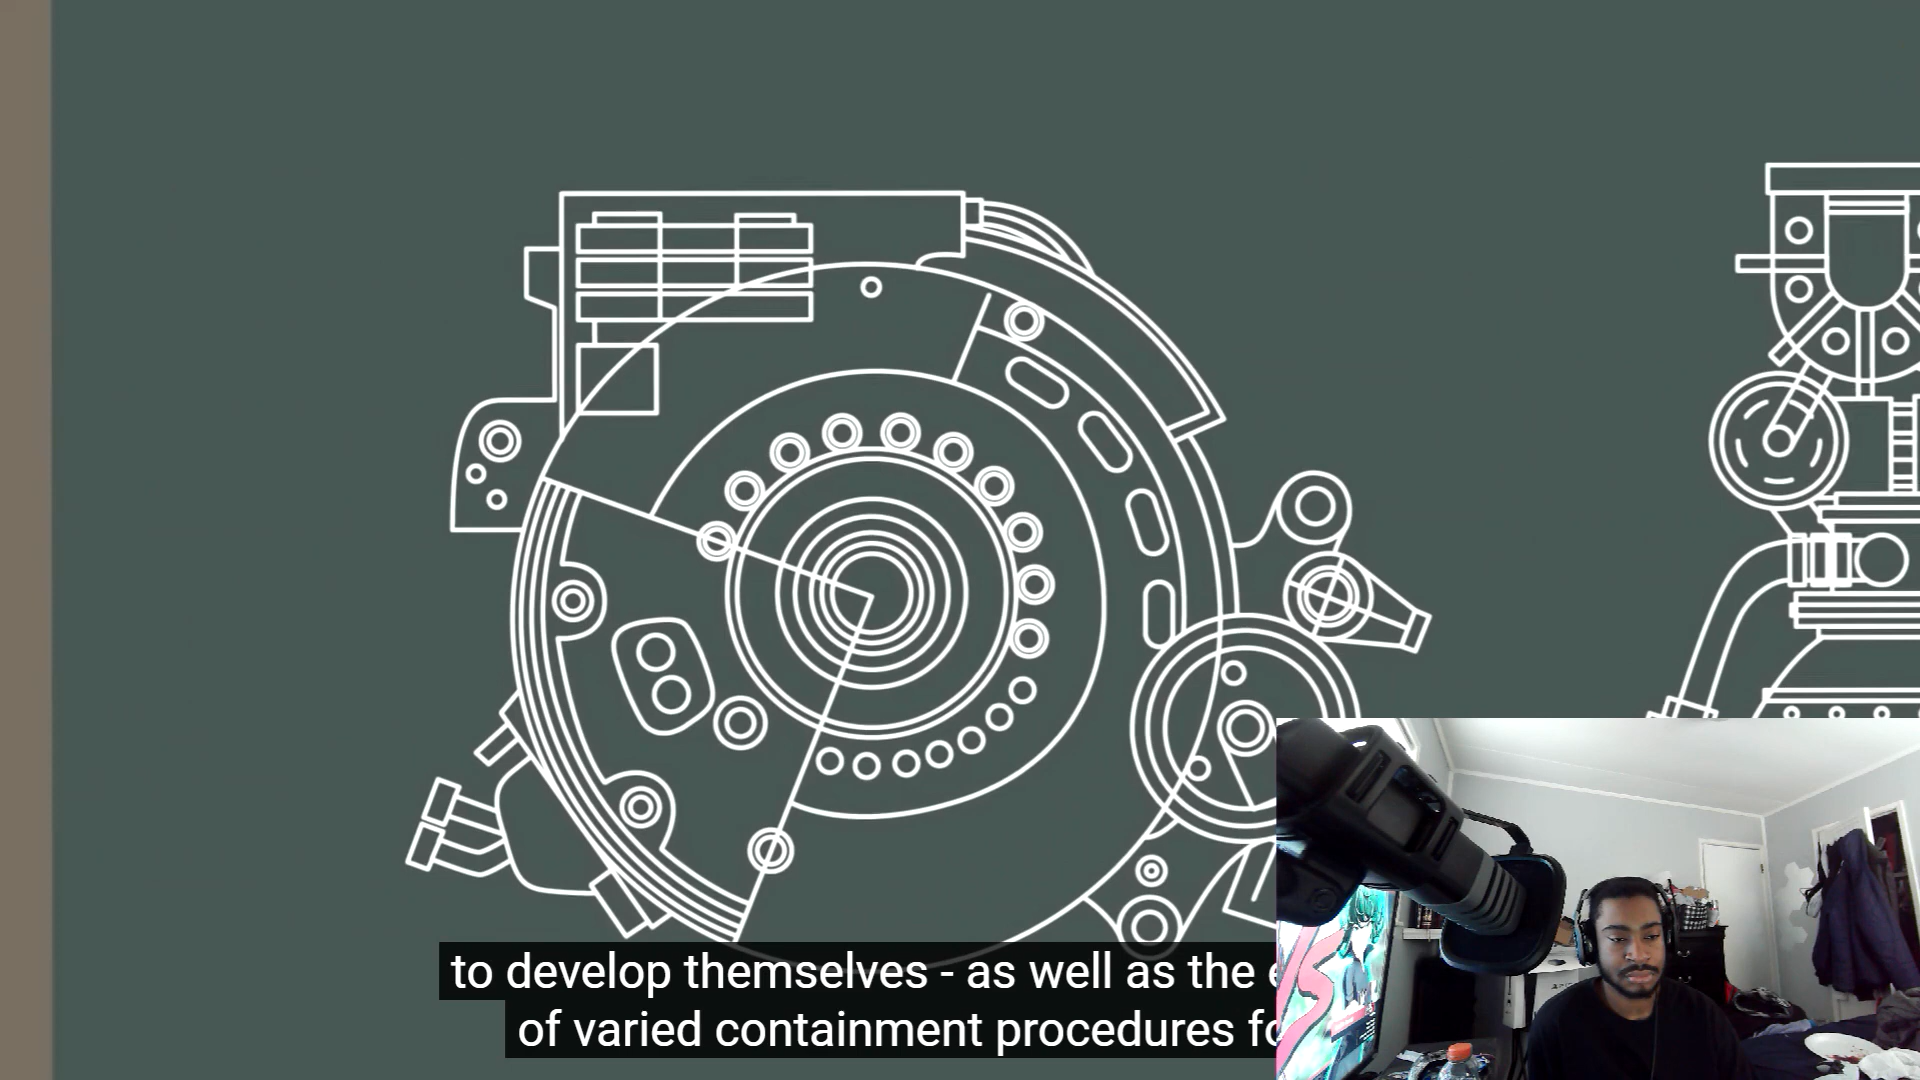 to develop themselves - as well as the
of varied containment procedures